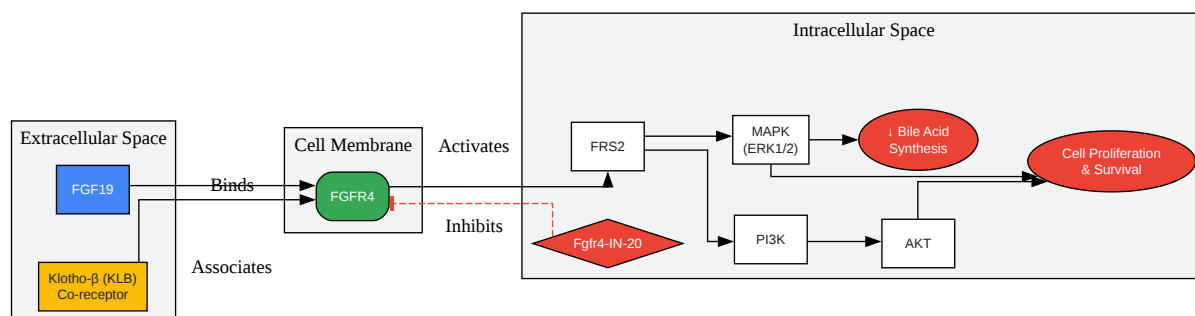 Extracellular Space
FGF19
Klotho-β (KLB)
Co-receptor
Binds
Associates
Cell Membrane
FGFR4
Activates
Inhibits
Intracellular Space
FRS2
MAPK
(ERK1/2)
↓ Bile Acid
Synthesis
Cell Proliferation
& Survival
Fgfr4-IN-20
PI3K
AKT